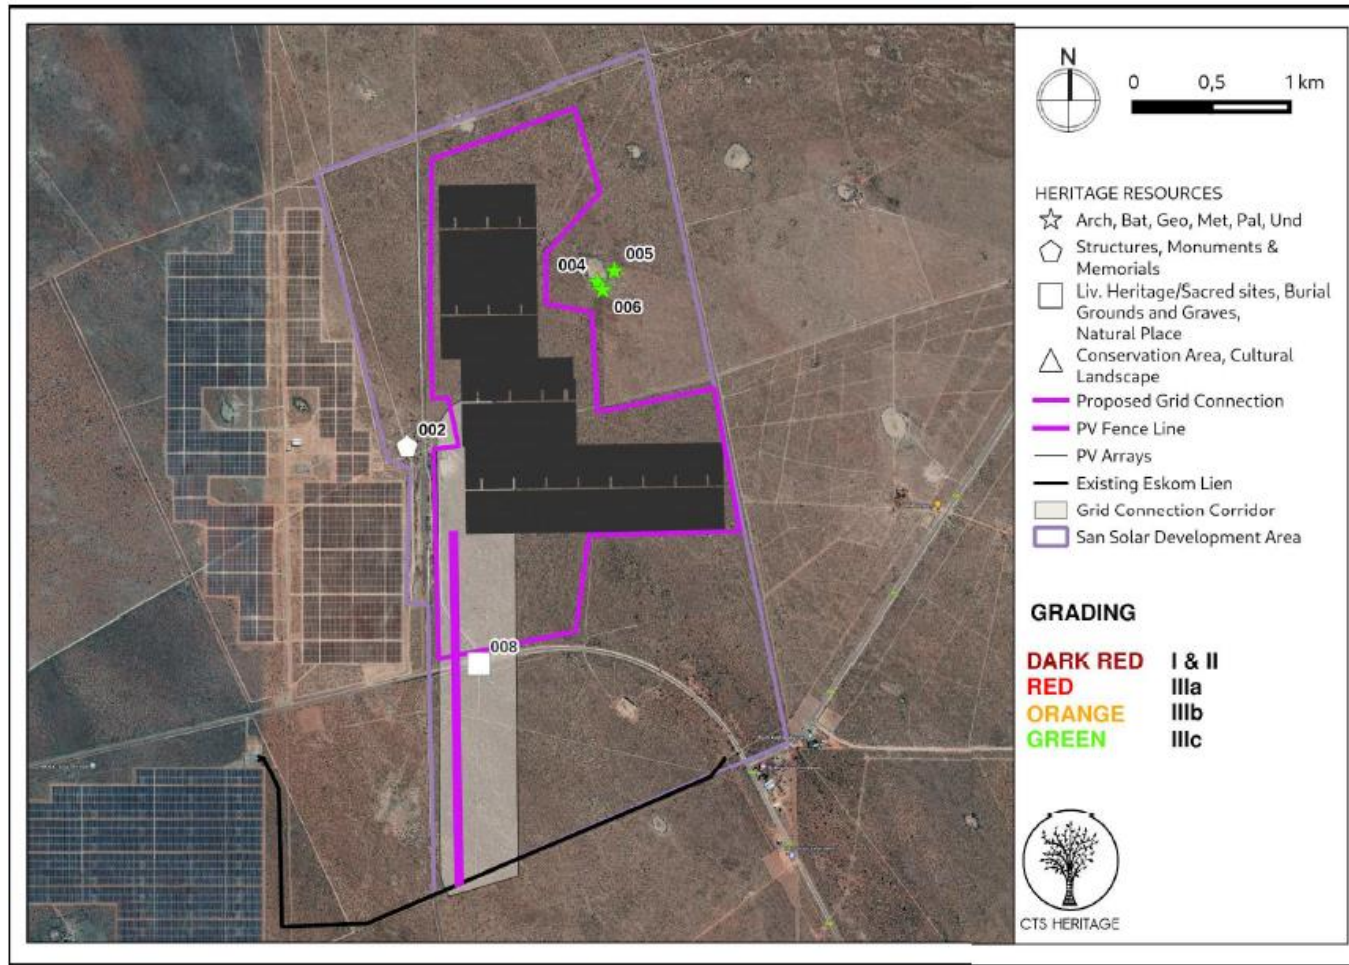 N
0 0,5 1 km
HERITAGE RESOURCES
Arch, Bat, Geo, Met, Pal, Und
Structures, Monuments &
Memorials
Liv. Heritage/Sacred sites, Burial
Grounds and Graves,
Natural Place
Conservation Area, Cultural
Landscape
Proposed Grid Connection
PV Fence Line
PV Arrays
Existing Eskom Lien
Grid Connection Corridor
San Solar Development Area
GRADING
DARK RED I & II
RED IIIa
ORANGE IIIb
GREEN IIIc
CTS HERITAGE
004
005
006
002
008